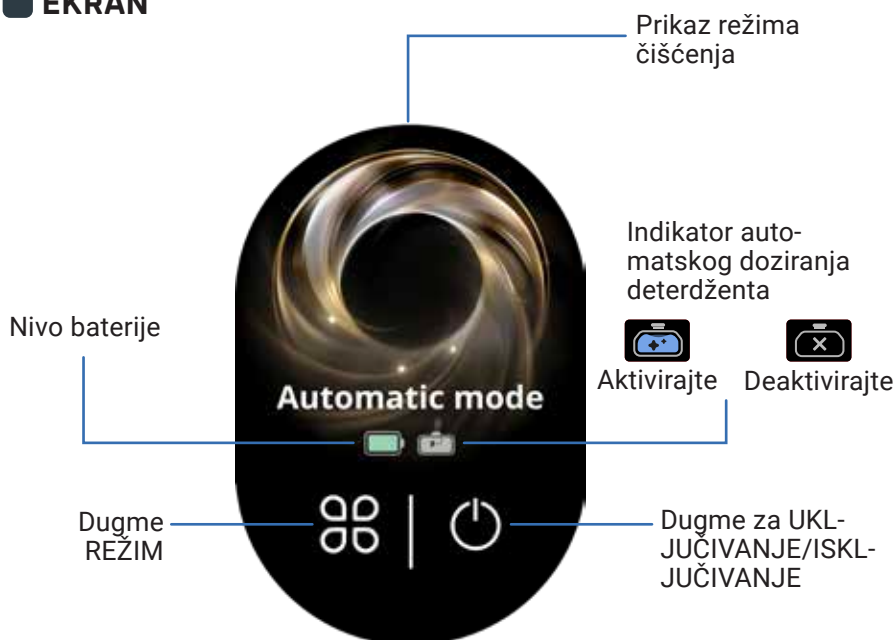 EKRAN
Prikaz režima
čišćenja
Indikator auto-
matskog doziranja
deterdženta
Aktivirajte
Deaktivirajte
Nivo baterije
Automatic mode
Dugme
REŽIM
Dugme za UKL-
JUČIVANJE/ISKL-
JUČIVANJE